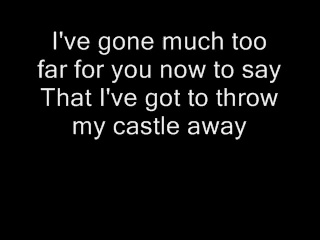 I've gone much too
far for you now to say
That I've got to throw
my castle away